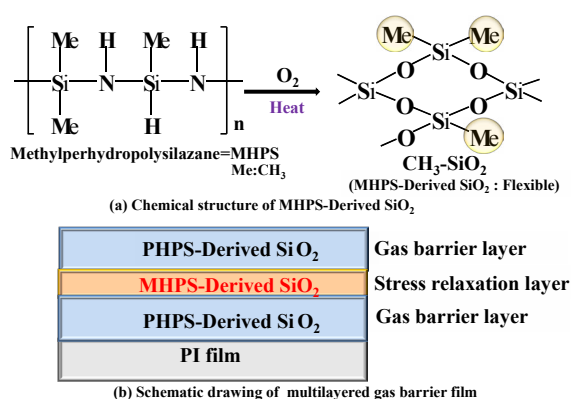 Me H Me H
Si N Si N
Me H n
O₂
Heat
Me Me
Si
O O
Si Si
O O
Si
O Me
Methylperhydropolysilazane=MHPS
Me:CH₃
CH₃-SiO₂
(MHPS-Derived SiO₂ : Flexible)
(a) Chemical structure of MHPS-Derived SiO₂
PHPS-Derived SiO₂ Gas barrier layer
MHPS-Derived SiO₂ Stress relaxation layer
PHPS-Derived SiO₂ Gas barrier layer
PI film
(b) Schematic drawing of multilayered gas barrier film